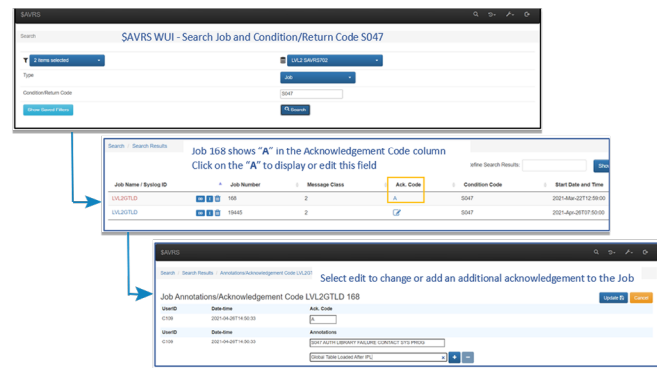 $AVRS
Search
$AVRS WUI - Search Job and Condition/Return Code S047
2 items selected
LVL2 SAVRS702
Type
Job
Condition/Return Code
S047
Show Saved Filters
Search
Search / Search Results
Job 168 shows "A" in the Acknowledgement Code column
Click on the "A" to display or edit this field
Refine Search Results:
Job Name / Syslog ID Job Number Message Class Ack. Code Condition Code Start Date and Time
LVL2GTLD 168 2 A S047 2021-Mar-22T12:59:00
LVL2GTLD 19445 2 S047 2021-Apr-26T07:50:00
$AVRS
Search / Search Results / Annotations/Acknowledgement Code LVL2GT
Select edit to change or add an additional acknowledgement to the Job
Job Annotations/Acknowledgement Code LVL2GTLD 168
Update
Cancel
UserID Date-time Ack. Code
C109 2021-04-26T14:50:33 A
UserID Date-time Annotations
C109 2021-04-26T14:50:33 S047 AUTH LIBRARY FAILURE CONTACT SYS PROG
Global Table Loaded After IPL